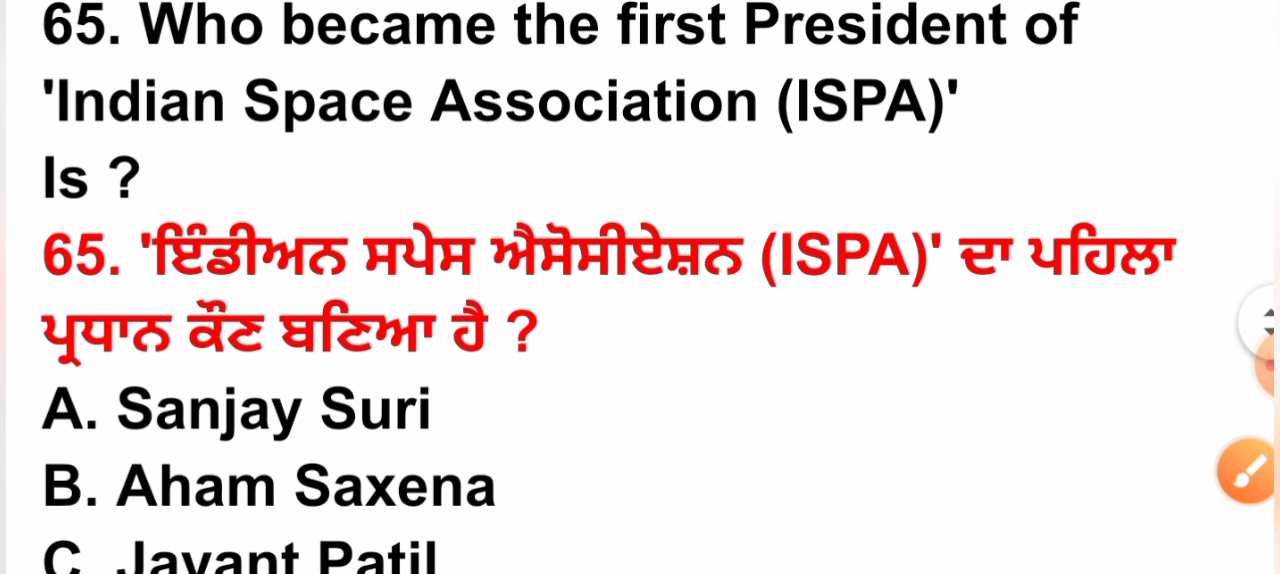 65. Who became the first President of
'Indian Space Association (ISPA)'
Is ?
65. 'ਇੰਡੀਅਨ ਸਪੇਸ ਐਸੋਸੀਏਸ਼ਨ (ISPA)' ਦਾ ਪਹਿਲਾ
ਪ੍ਰਧਾਨ ਕੌਣ ਬਣਿਆ ਹੈ ?
A. Sanjay Suri
B. Aham Saxena
C. Jayant Patil